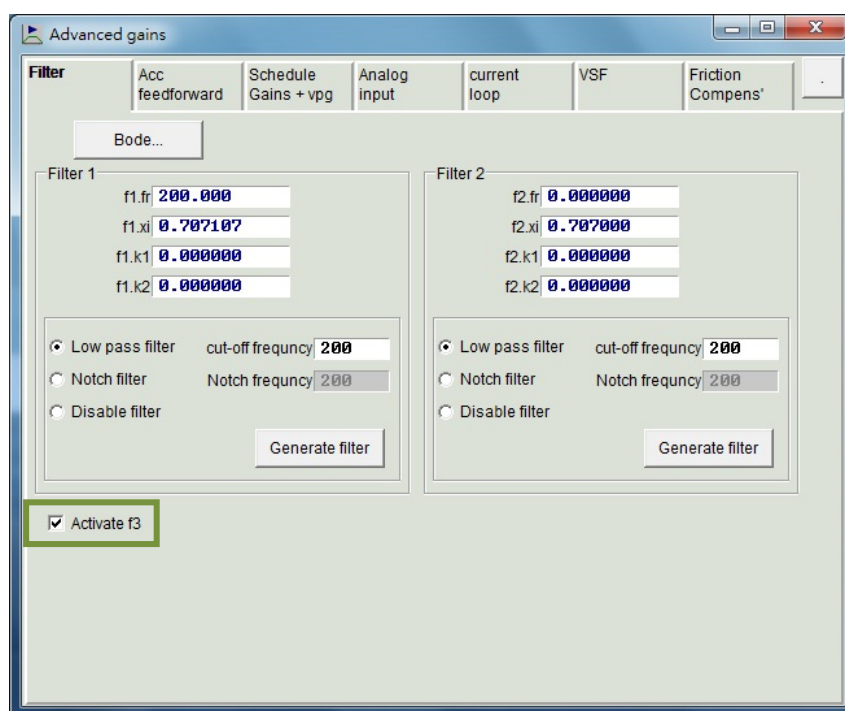 Advanced gains
Filter Acc feedforward Schedule Gains + vpg Analog input current loop VSF Friction Compens' .
Bode...
Filter 1
f1.fr 200.000
f1.xi 0.707107
f1.k1 0.000000
f1.k2 0.000000
Low pass filter cut-off frequncy 200
Notch filter Notch frequncy 200
Disable filter
Generate filter
Filter 2
f2.fr 0.000000
f2.xi 0.707000
f2.k1 0.000000
f2.k2 0.000000
Low pass filter cut-off frequncy 200
Notch filter Notch frequncy 200
Disable filter
Generate filter
Activate f3